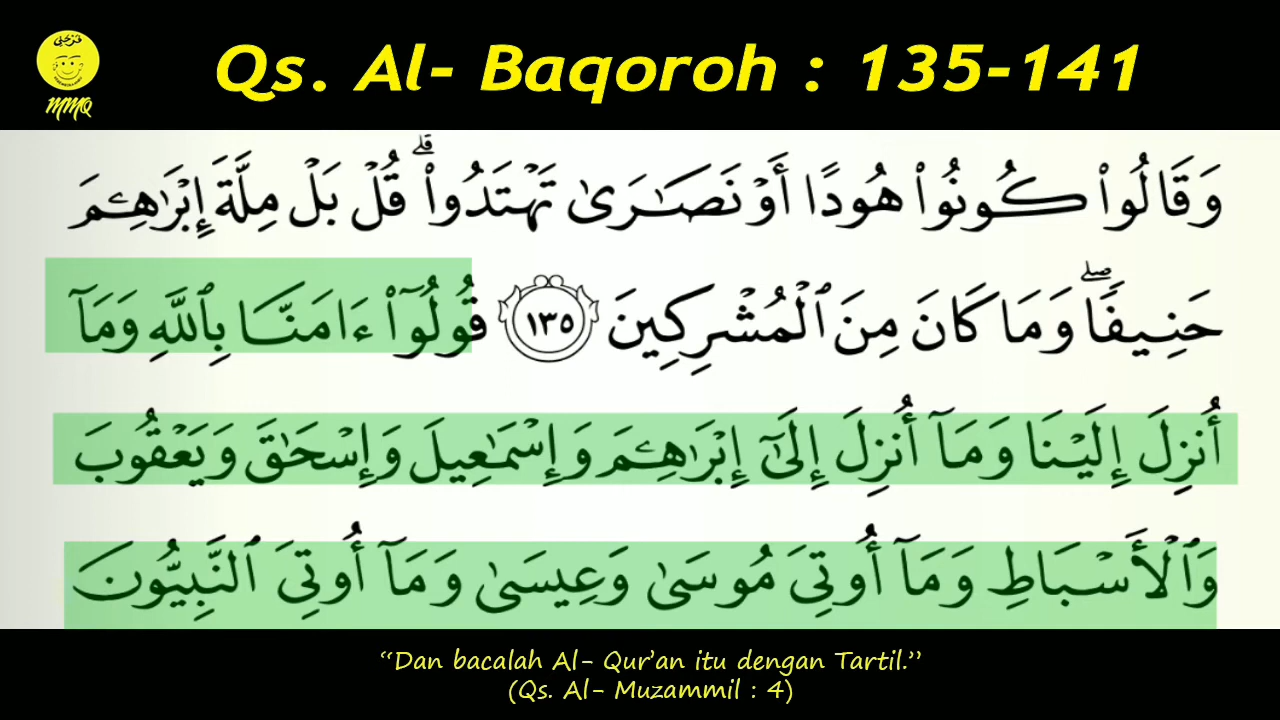 فرحي
MMQ
Qs. Al- Baqoroh : 135-141
وَقَالُوا۟ كُونُوا۟ هُودًا أَوْ نَصَـٰرَىٰ تَهْتَدُوا۟ ۗ قُلْ بَلْ مِلَّةَ إِبْرَٰهِـۧمَ
حَنِيفًا ۖ وَمَا كَانَ مِنَ ٱلْمُشْرِكِينَ ١٣٥ قُولُوٓا۟ ءَامَنَّا بِٱللَّهِ وَمَآ
أُنزِلَ إِلَيْنَا وَمَآ أُنزِلَ إِلَىٰٓ إِبْرَٰهِـۧمَ وَإِسْمَـٰعِيلَ وَإِسْحَـٰقَ وَيَعْقُوبَ
وَٱلْأَسْبَاطِ وَمَآ أُوتِىَ مُوسَىٰ وَعِيسَىٰ وَمَآ أُوتِىَ ٱلنَّبِيُّونَ
“Dan bacalah Al- Qur’an itu dengan Tartil.”
(Qs. Al- Muzammil : 4)